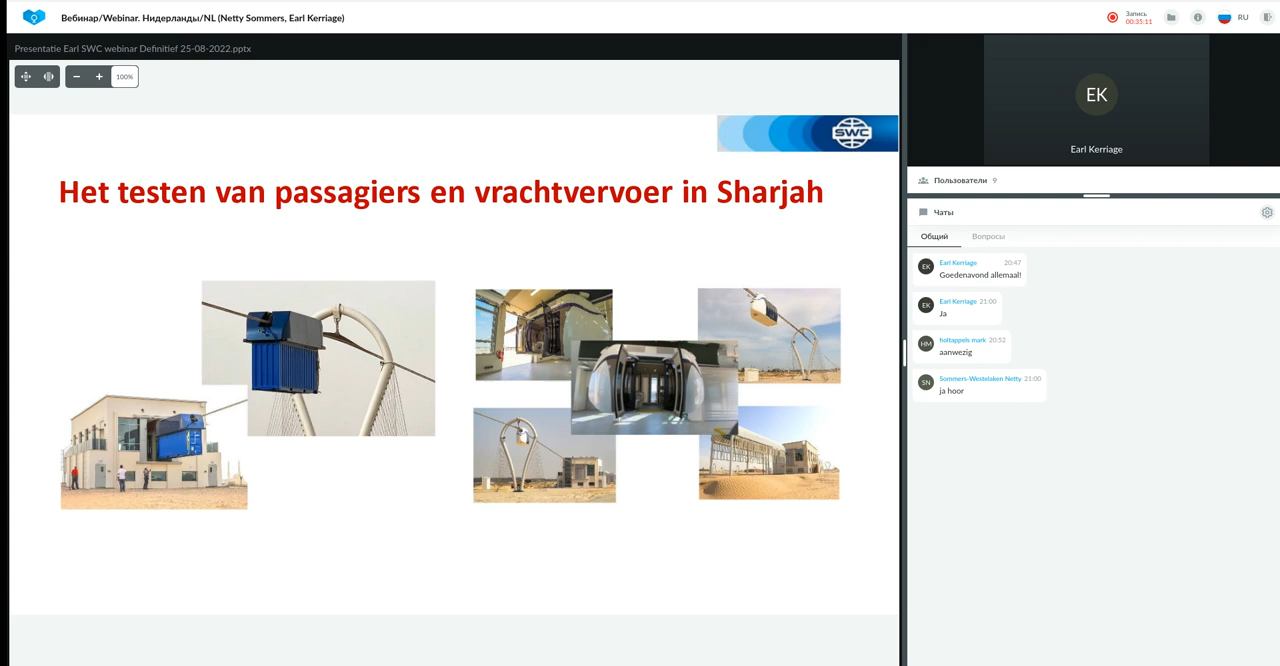 Вебинар/Webinar. Нидерланды/NL (Netty Sommers, Earl Kerriage)
Запись
00:35:11
RU
Presentatie Earl SWC webinar Definitief 25-08-2022.pptx
100%
SWC
Het testen van passagiers en vrachtvervoer in Sharjah
EK
Earl Kerriage
Пользователи 9
Чаты
Общий Вопросы
EK Earl Kerriage 20:47
Goedenavond allemaal!
EK Earl Kerriage 21:00
Ja
HM holtappels mark 20:52
aanwezig
SN Sommers-Westelaken Netty 21:00
ja hoor